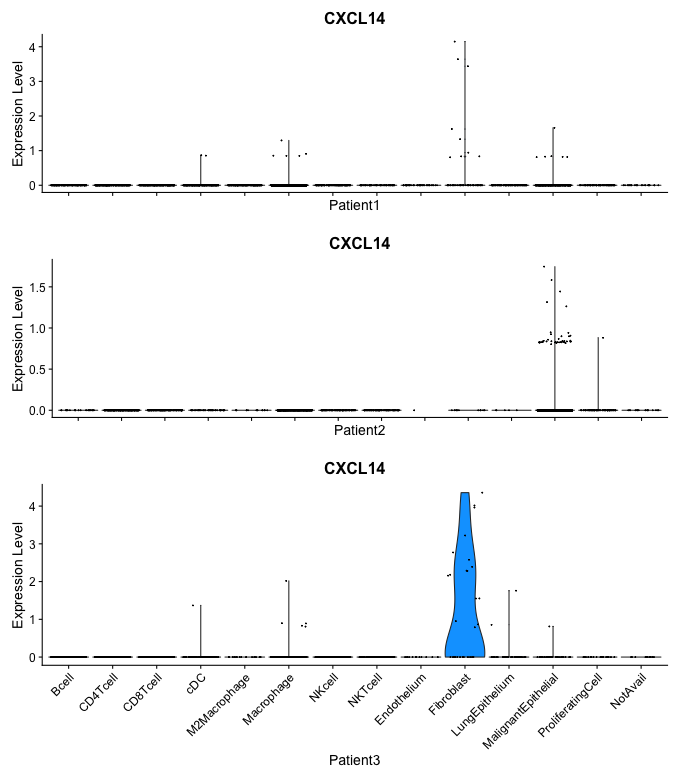 CXCL14
Expression Level
4
3
2
1
0
Patient1
CXCL14
Expression Level
1.5
1.0
0.5
0.0
Patient2
CXCL14
Expression Level
4
3
2
1
0
Bcell
CD4Tcell
CD8Tcell
cDC
M2Macrophage
Macrophage
NKcell
NKTcell
Endothelium
Fibroblast
LungEpithelium
MalignantEpithelial
ProliferatingCell
NotAvail
Patient3